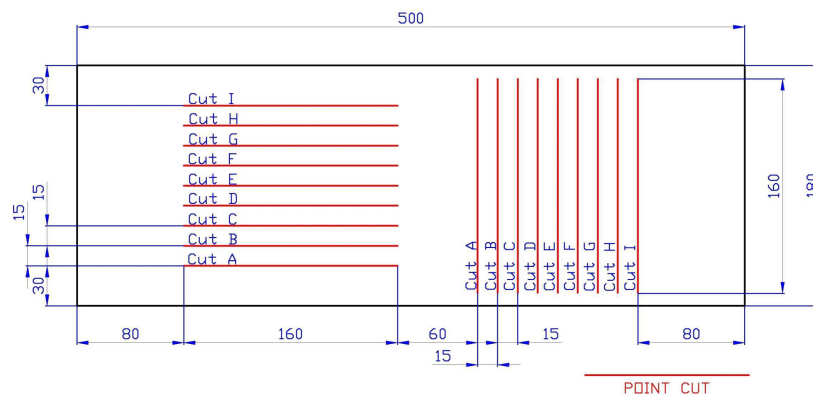 500
30
Cut I
Cut H
Cut G
Cut F
Cut E
Cut D
Cut C
Cut B
Cut A
15
15
30
Cut A
Cut B
Cut C
Cut D
Cut E
Cut F
Cut G
Cut H
Cut I
160
180
80
160
60
15
15
80
POINT CUT